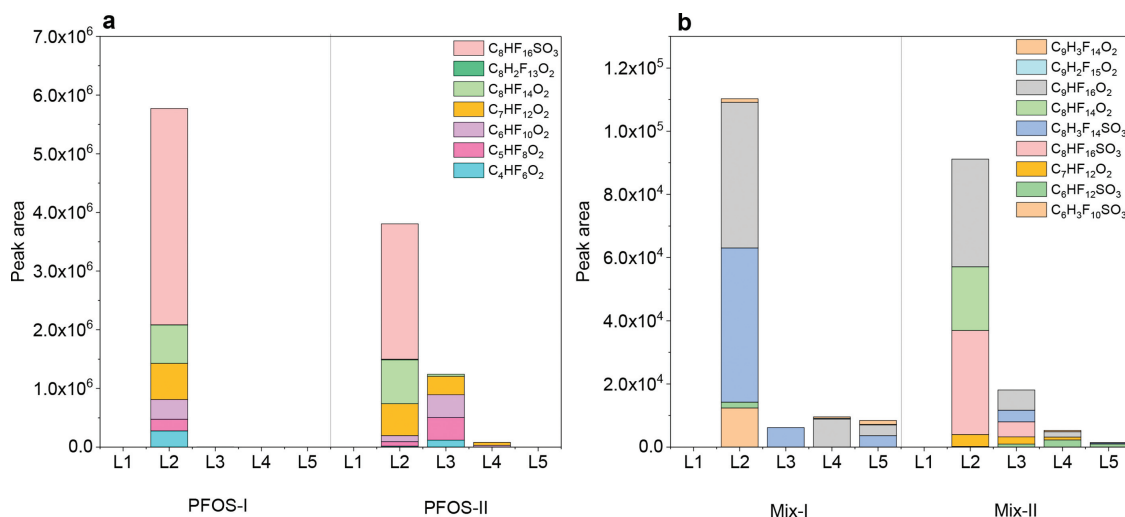 a
7.0x10⁶
6.0x10⁶
5.0x10⁶
4.0x10⁶
3.0x10⁶
2.0x10⁶
1.0x10⁶
0.0
Peak area
C₈HF₁₆SO₃
C₈H₂F₁₃O₂
C₈HF₁₄O₂
C₇HF₁₂O₂
C₆HF₁₀O₂
C₅HF₈O₂
C₄HF₆O₂
L1 L2 L3 L4 L5 L1 L2 L3 L4 L5
PFOS-I PFOS-II
b
1.2x10⁵
1.0x10⁵
8.0x10⁴
6.0x10⁴
4.0x10⁴
2.0x10⁴
0.0
Peak area
C₉H₃F₁₄O₂
C₉H₂F₁₅O₂
C₉HF₁₆O₂
C₈HF₁₄O₂
C₈H₃F₁₄SO₃
C₈HF₁₆SO₃
C₇HF₁₂O₂
C₆HF₁₂SO₃
C₆H₃F₁₀SO₃
L1 L2 L3 L4 L5 L1 L2 L3 L4 L5
Mix-I Mix-II